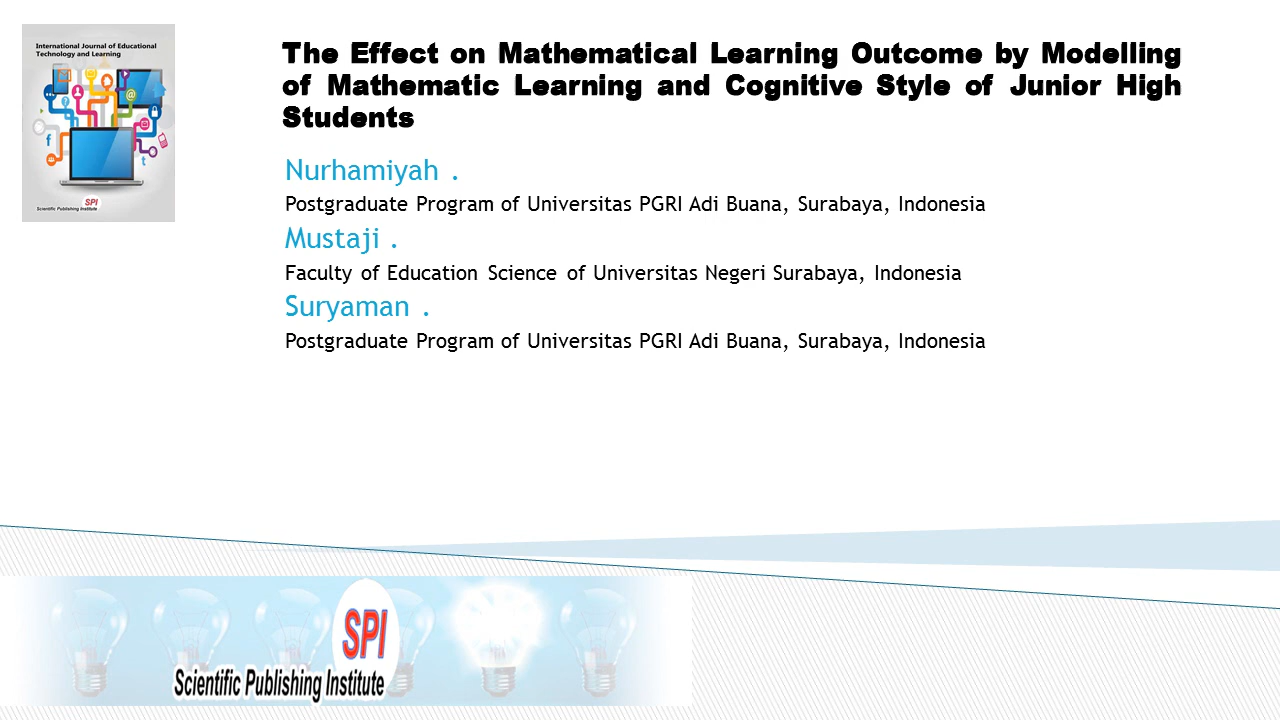 International Journal of Educational
Technology and Learning
SPI
Scientific Publishing Institute
The Effect on Mathematical Learning Outcome by Modelling
of Mathematic Learning and Cognitive Style of Junior High
Students
Nurhamiyah .
Postgraduate Program of Universitas PGRI Adi Buana, Surabaya, Indonesia
Mustaji .
Faculty of Education Science of Universitas Negeri Surabaya, Indonesia
Suryaman .
Postgraduate Program of Universitas PGRI Adi Buana, Surabaya, Indonesia
SPI
Scientific Publishing Institute